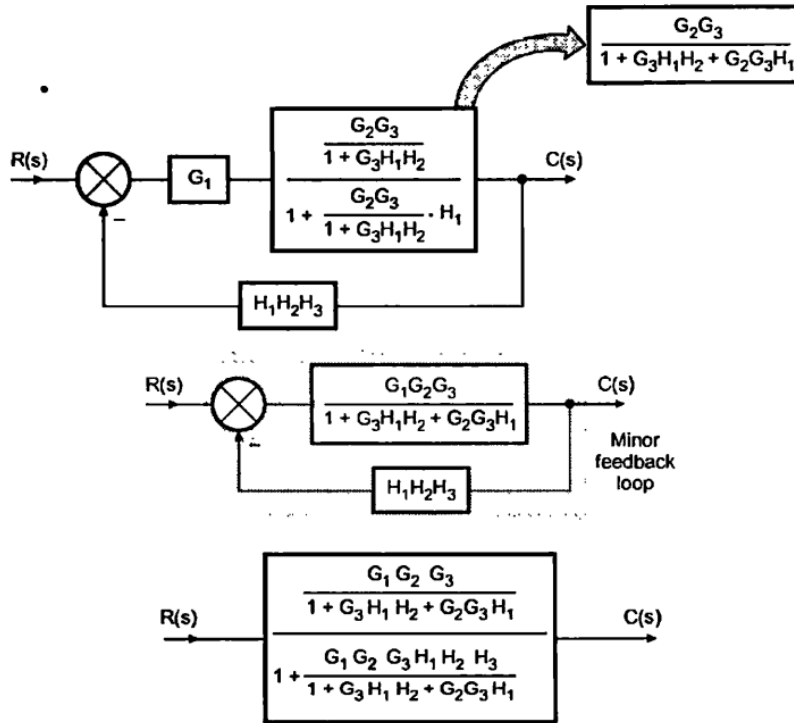 G₂G₃
1 + G₃H₁H₂ + G₂G₃H₁
R(s)
G₁
G₂G₃
1 + G₃H₁H₂
1 + G₂G₃
1 + G₃H₁H₂ · H₁
C(s)
–
H₁H₂H₃
R(s)
G₁G₂G₃
1 + G₃H₁H₂ + G₂G₃H₁
C(s)
–
H₁H₂H₃
Minor
feedback
loop
R(s)
G₁ G₂ G₃
1 + G₃ H₁ H₂ + G₂G₃ H₁
1 + G₁ G₂ G₃ H₁ H₂ H₃
1 + G₃ H₁ H₂ + G₂G₃ H₁
C(s)